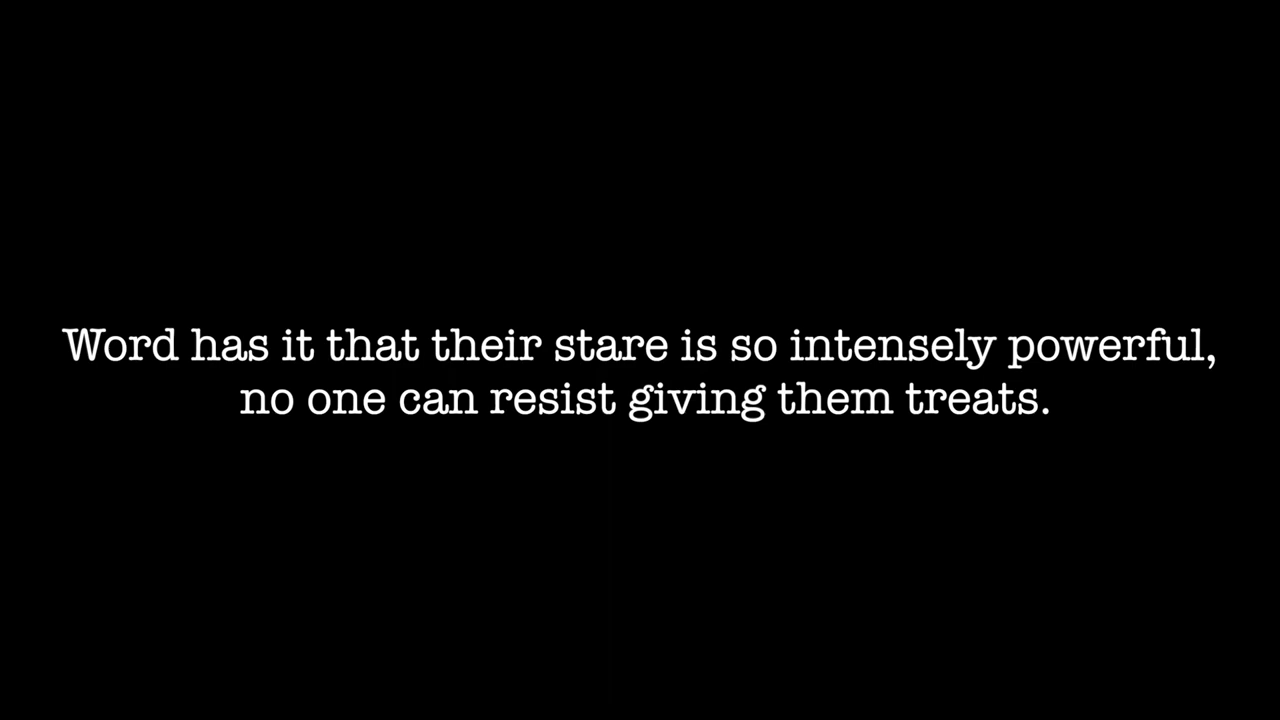 Word has it that their stare is so intensely powerful,
no one can resist giving them treats.